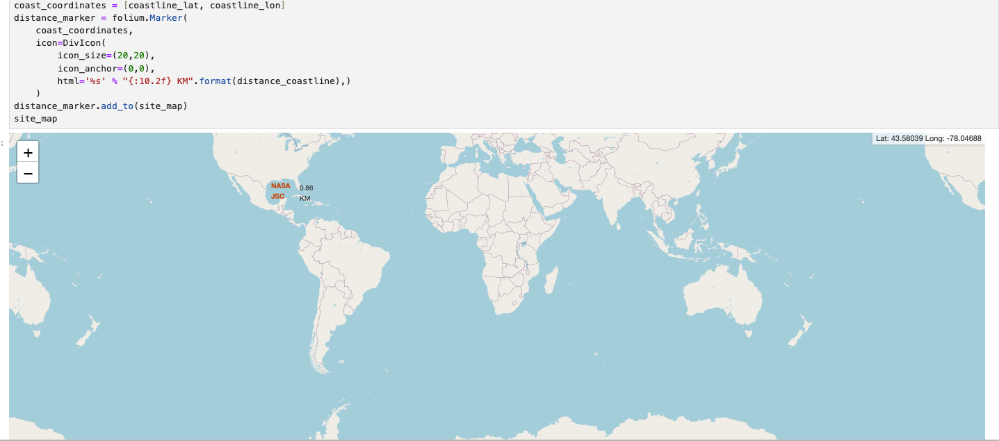 coast_coordinates = [coastline_lat, coastline_lon]
distance_marker = folium.Marker(
    coast_coordinates,
    icon=DivIcon(
        icon_size=(20,20),
        icon_anchor=(0,0),
        html='%s' % "{:10.2f} KM".format(distance_coastline),)
    )
distance_marker.add_to(site_map)
site_map
:
+
−
Lat: 43.58039 Long: -78.04688
NASA
JSC
0.86
KM